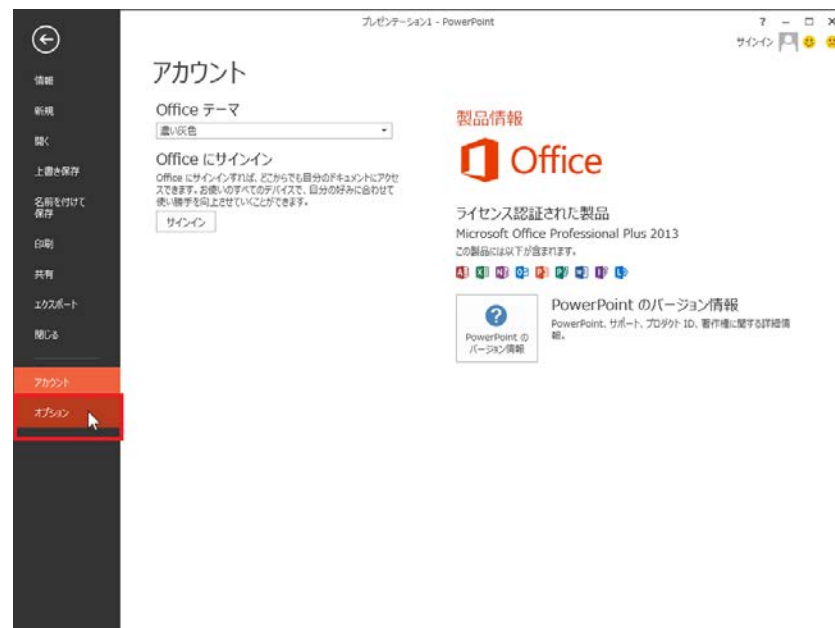 プレゼンテーション1 - PowerPoint
サインイン
情報
新規
開く
上書き保存
名前を付けて
保存
印刷
共有
エクスポート
閉じる
アカウント
オプション
アカウント
Office テーマ
濃い灰色
Office にサインイン
Office にサインインすれば、どこからでも自分のドキュメントにアクセ
スできます。お使いのすべてのデバイスで、自分の好みに合わせて
使い勝手を向上させていくことができます。
サインイン
製品情報
Office
ライセンス認証された製品
Microsoft Office Professional Plus 2013
この製品には以下が含まれます。
PowerPoint の
バージョン情報
PowerPoint のバージョン情報
PowerPoint、サポート、プロダクト ID、著作権に関する詳細情
報。